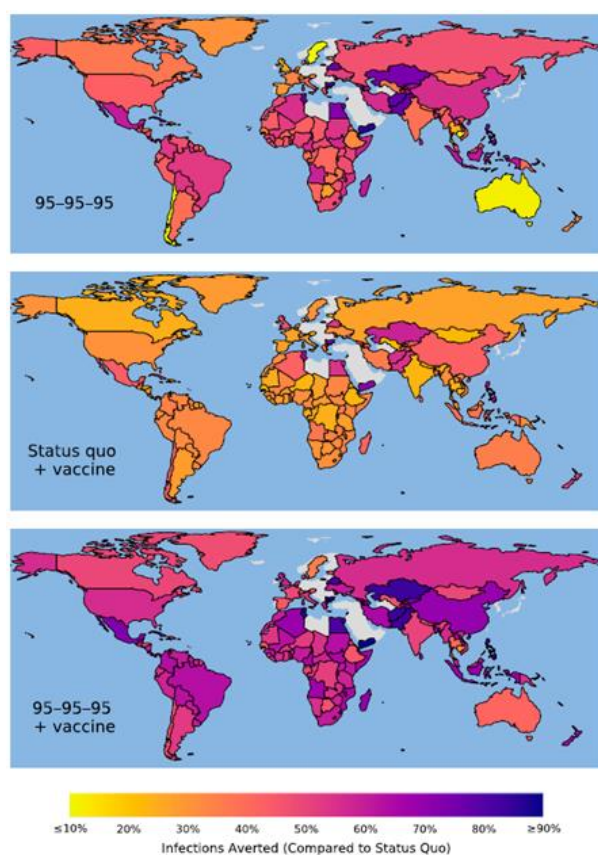 95–95–95
Status quo
+ vaccine
95–95–95
+ vaccine
≤10% 20% 30% 40% 50% 60% 70% 80% ≥90%
Infections Averted (Compared to Status Quo)